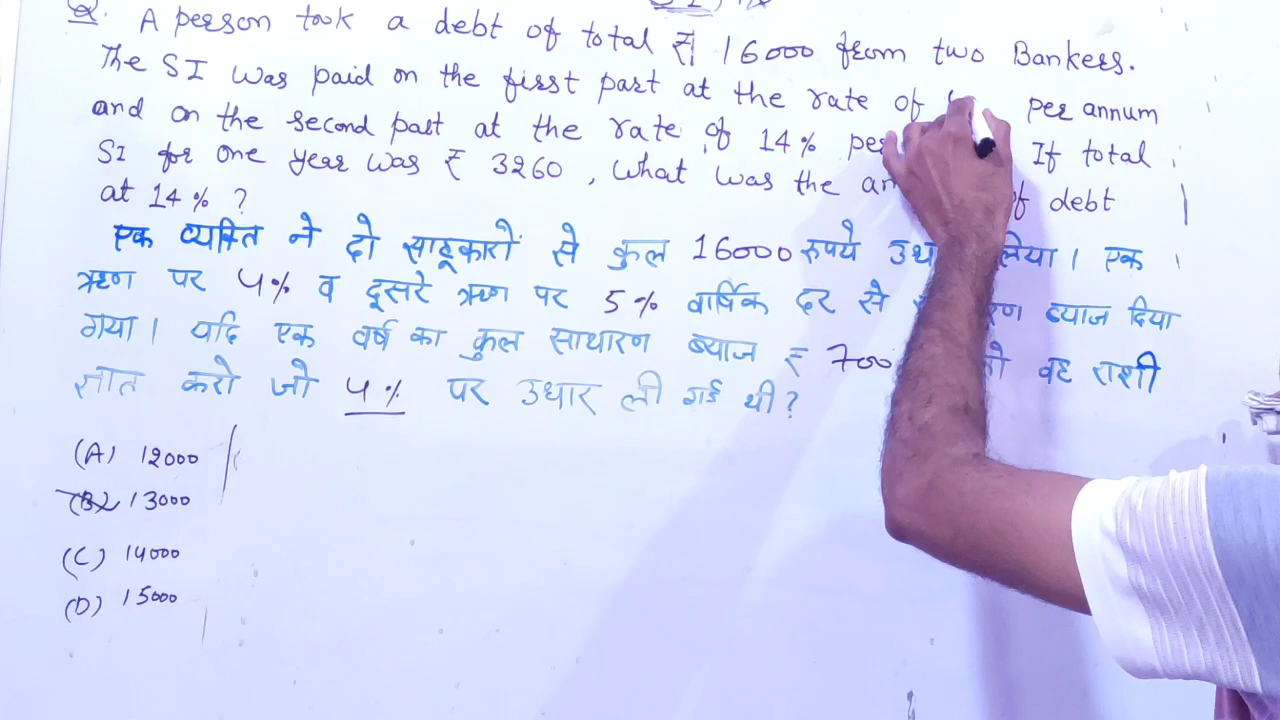 Q. A person took a debt of total ₹ 16000 from two Bankers.
The SI was paid on the first part at the rate of per annum
and on the second part at the rate of 14% per If total
SI for one year was ₹ 3260, what was the of debt
at 14% ?
एक व्यक्ति ने दो साहूकारों से कुल 16000 रुपये लिया। एक
ऋण पर 4% व दूसरे ऋण पर 5% वार्षिक दर से ब्याज दिया
गया। यदि एक वर्ष का कुल साधारण ब्याज ₹ 700 वह राशी
ज्ञात करो जो 4% पर उधार ली गई थी?
(A) 12000
(B) 13000
(C) 14000
(D) 15000